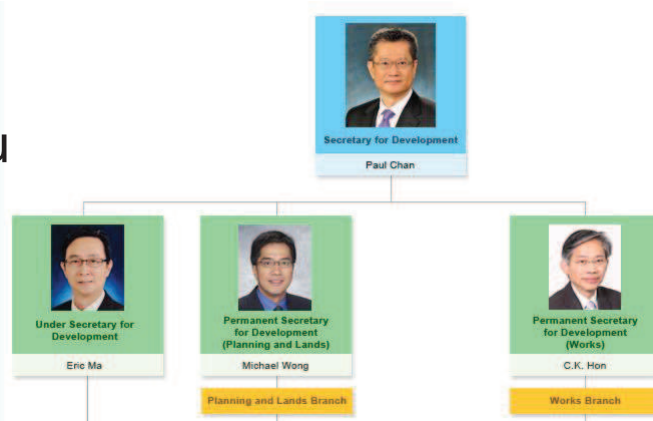 Secretary for Development
Paul Chan
Under Secretary for
Development
Eric Ma
Permanent Secretary
for Development
(Planning and Lands)
Michael Wong
Planning and Lands Branch
Permanent Secretary
for Development
(Works)
C.K. Hon
Works Branch